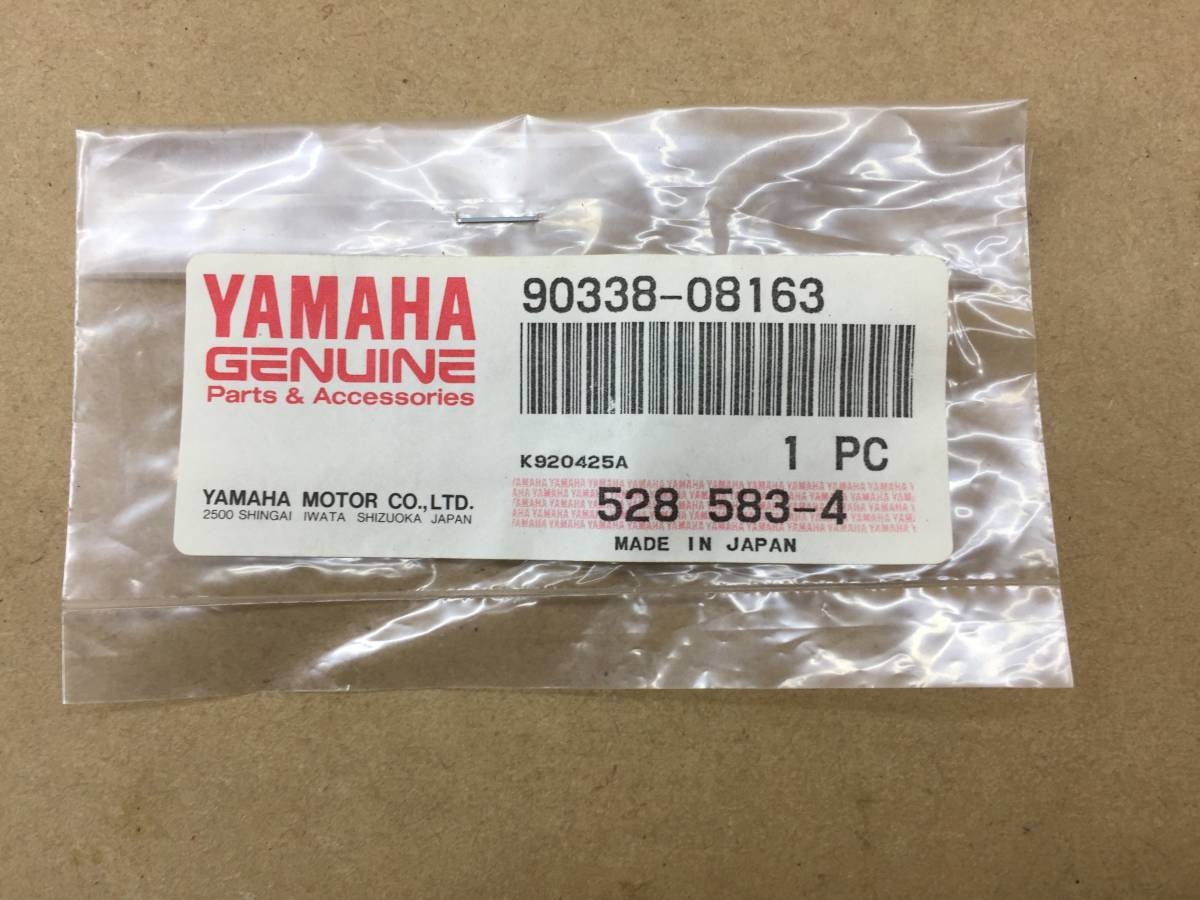 YAMAHA
GENUINE
Parts & Accessories
YAMAHA MOTOR CO.,LTD.
2500 SHINGAI IWATA SHIZUOKA JAPAN
90338-08163
K920425A
1 PC
528 583-4
MADE IN JAPAN